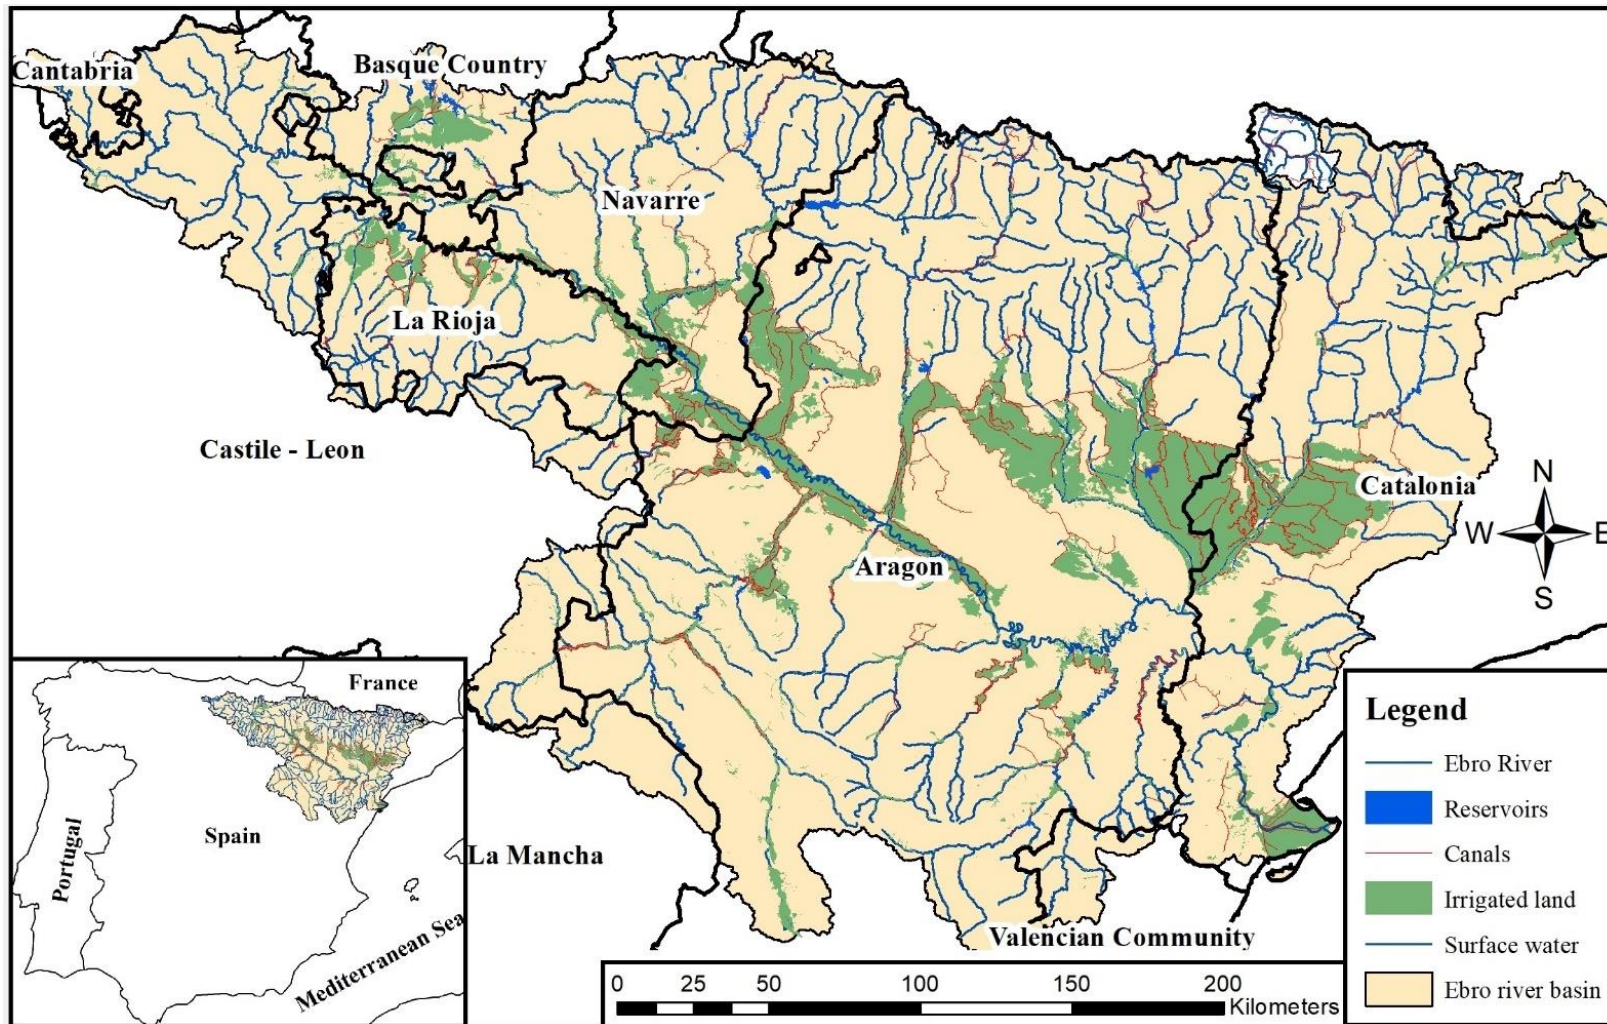 Cantabria
Basque Country
Navarre
La Rioja
Castile - Leon
Catalonia
Aragon
N
W
E
S
France
Portugal
Spain
Mediterranean Sea
La Mancha
Valencian Community
Legend
Ebro River
Reservoirs
Canals
Irrigated land
Surface water
Ebro river basin
0 25 50 100 150 200
Kilometers